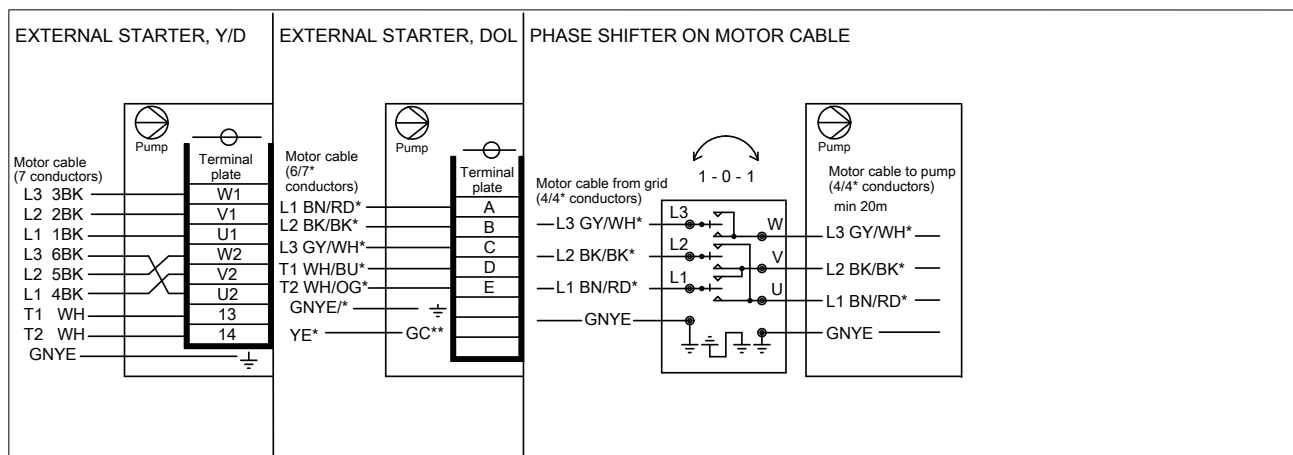 EXTERNAL STARTER, Y/D
Pump
Terminal
plate
Motor cable
(7 conductors)
L3 3BK W1
L2 2BK V1
L1 1BK U1
L3 6BK W2
L2 5BK V2
L1 4BK U2
T1 WH 13
T2 WH 14
GNYE
EXTERNAL STARTER, DOL
Pump
Terminal
plate
Motor cable
(6/7*
conductors)
L1 BN/RD* A
L2 BK/BK* B
L3 GY/WH* C
T1 WH/BU* D
T2 WH/OG* E
GNYE/*
YE* GC**
PHASE SHIFTER ON MOTOR CABLE
1 - 0 - 1
Motor cable from grid
(4/4* conductors)
L3 GY/WH*
L2 BK/BK*
L1 BN/RD*
GNYE
L3
W
L2
V
L1
U
Pump
Motor cable to pump
(4/4* conductors)
min 20m
L3 GY/WH*
L2 BK/BK*
L1 BN/RD*
GNYE